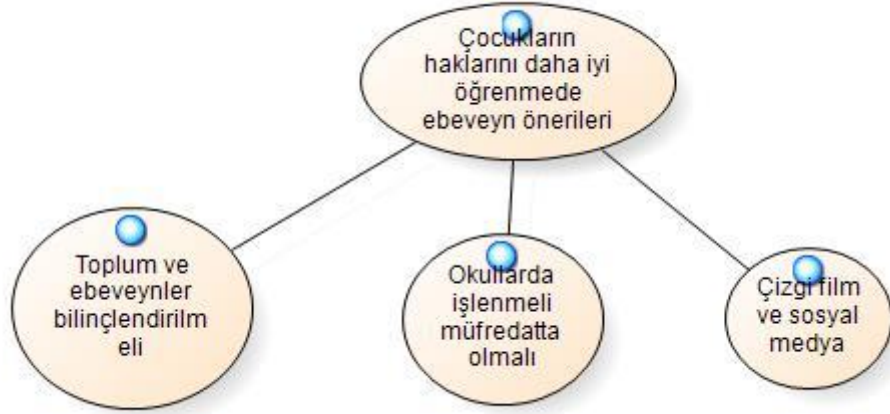 Çocukların
haklarını daha iyi
öğrenmede
ebeveyn önerileri
Toplum ve
ebeveynler
bilinçlendirilm
eli
Okullarda
işlenmeli
müfredatta
olmalı
Çizgi film
ve sosyal
medya